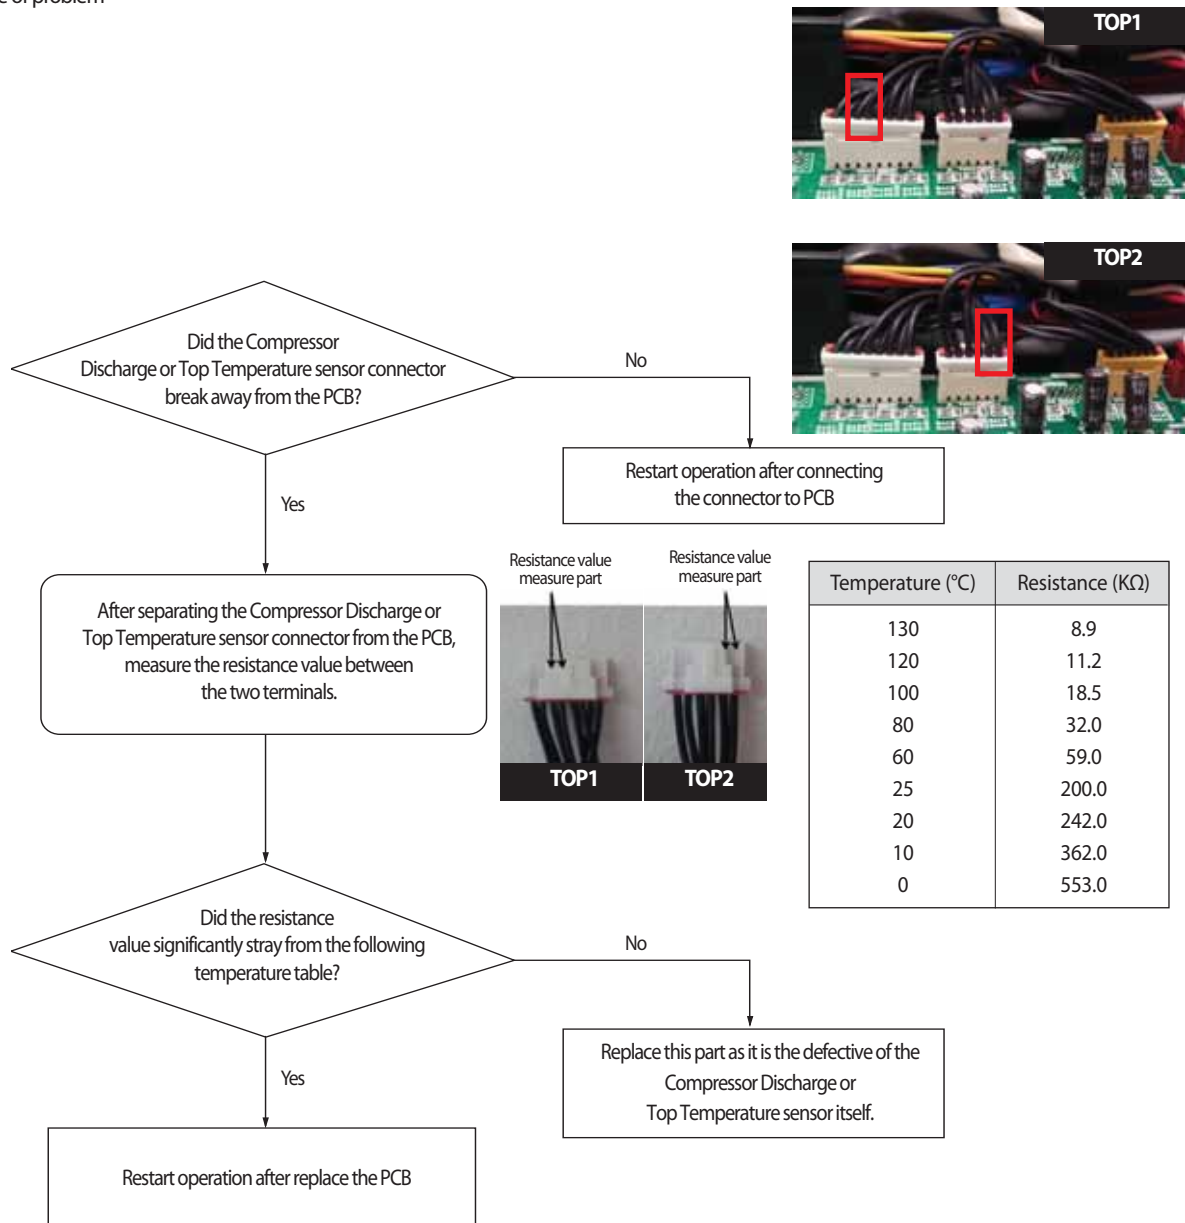 e of problem
TOP1
TOP2
Did the Compressor
Discharge or Top Temperature sensor connector
break away from the PCB?
No
Restart operation after connecting
the connector to PCB
Yes
After separating the Compressor Discharge or
Top Temperature sensor connector from the PCB,
measure the resistance value between
the two terminals.
Resistance value
measure part
Resistance value
measure part
TOP1
TOP2
Temperature (°C) Resistance (KΩ)
130 8.9
120 11.2
100 18.5
80 32.0
60 59.0
25 200.0
20 242.0
10 362.0
0 553.0
Did the resistance
value significantly stray from the following
temperature table?
No
Replace this part as it is the defective of the
Compressor Discharge or
Top Temperature sensor itself.
Yes
Restart operation after replace the PCB